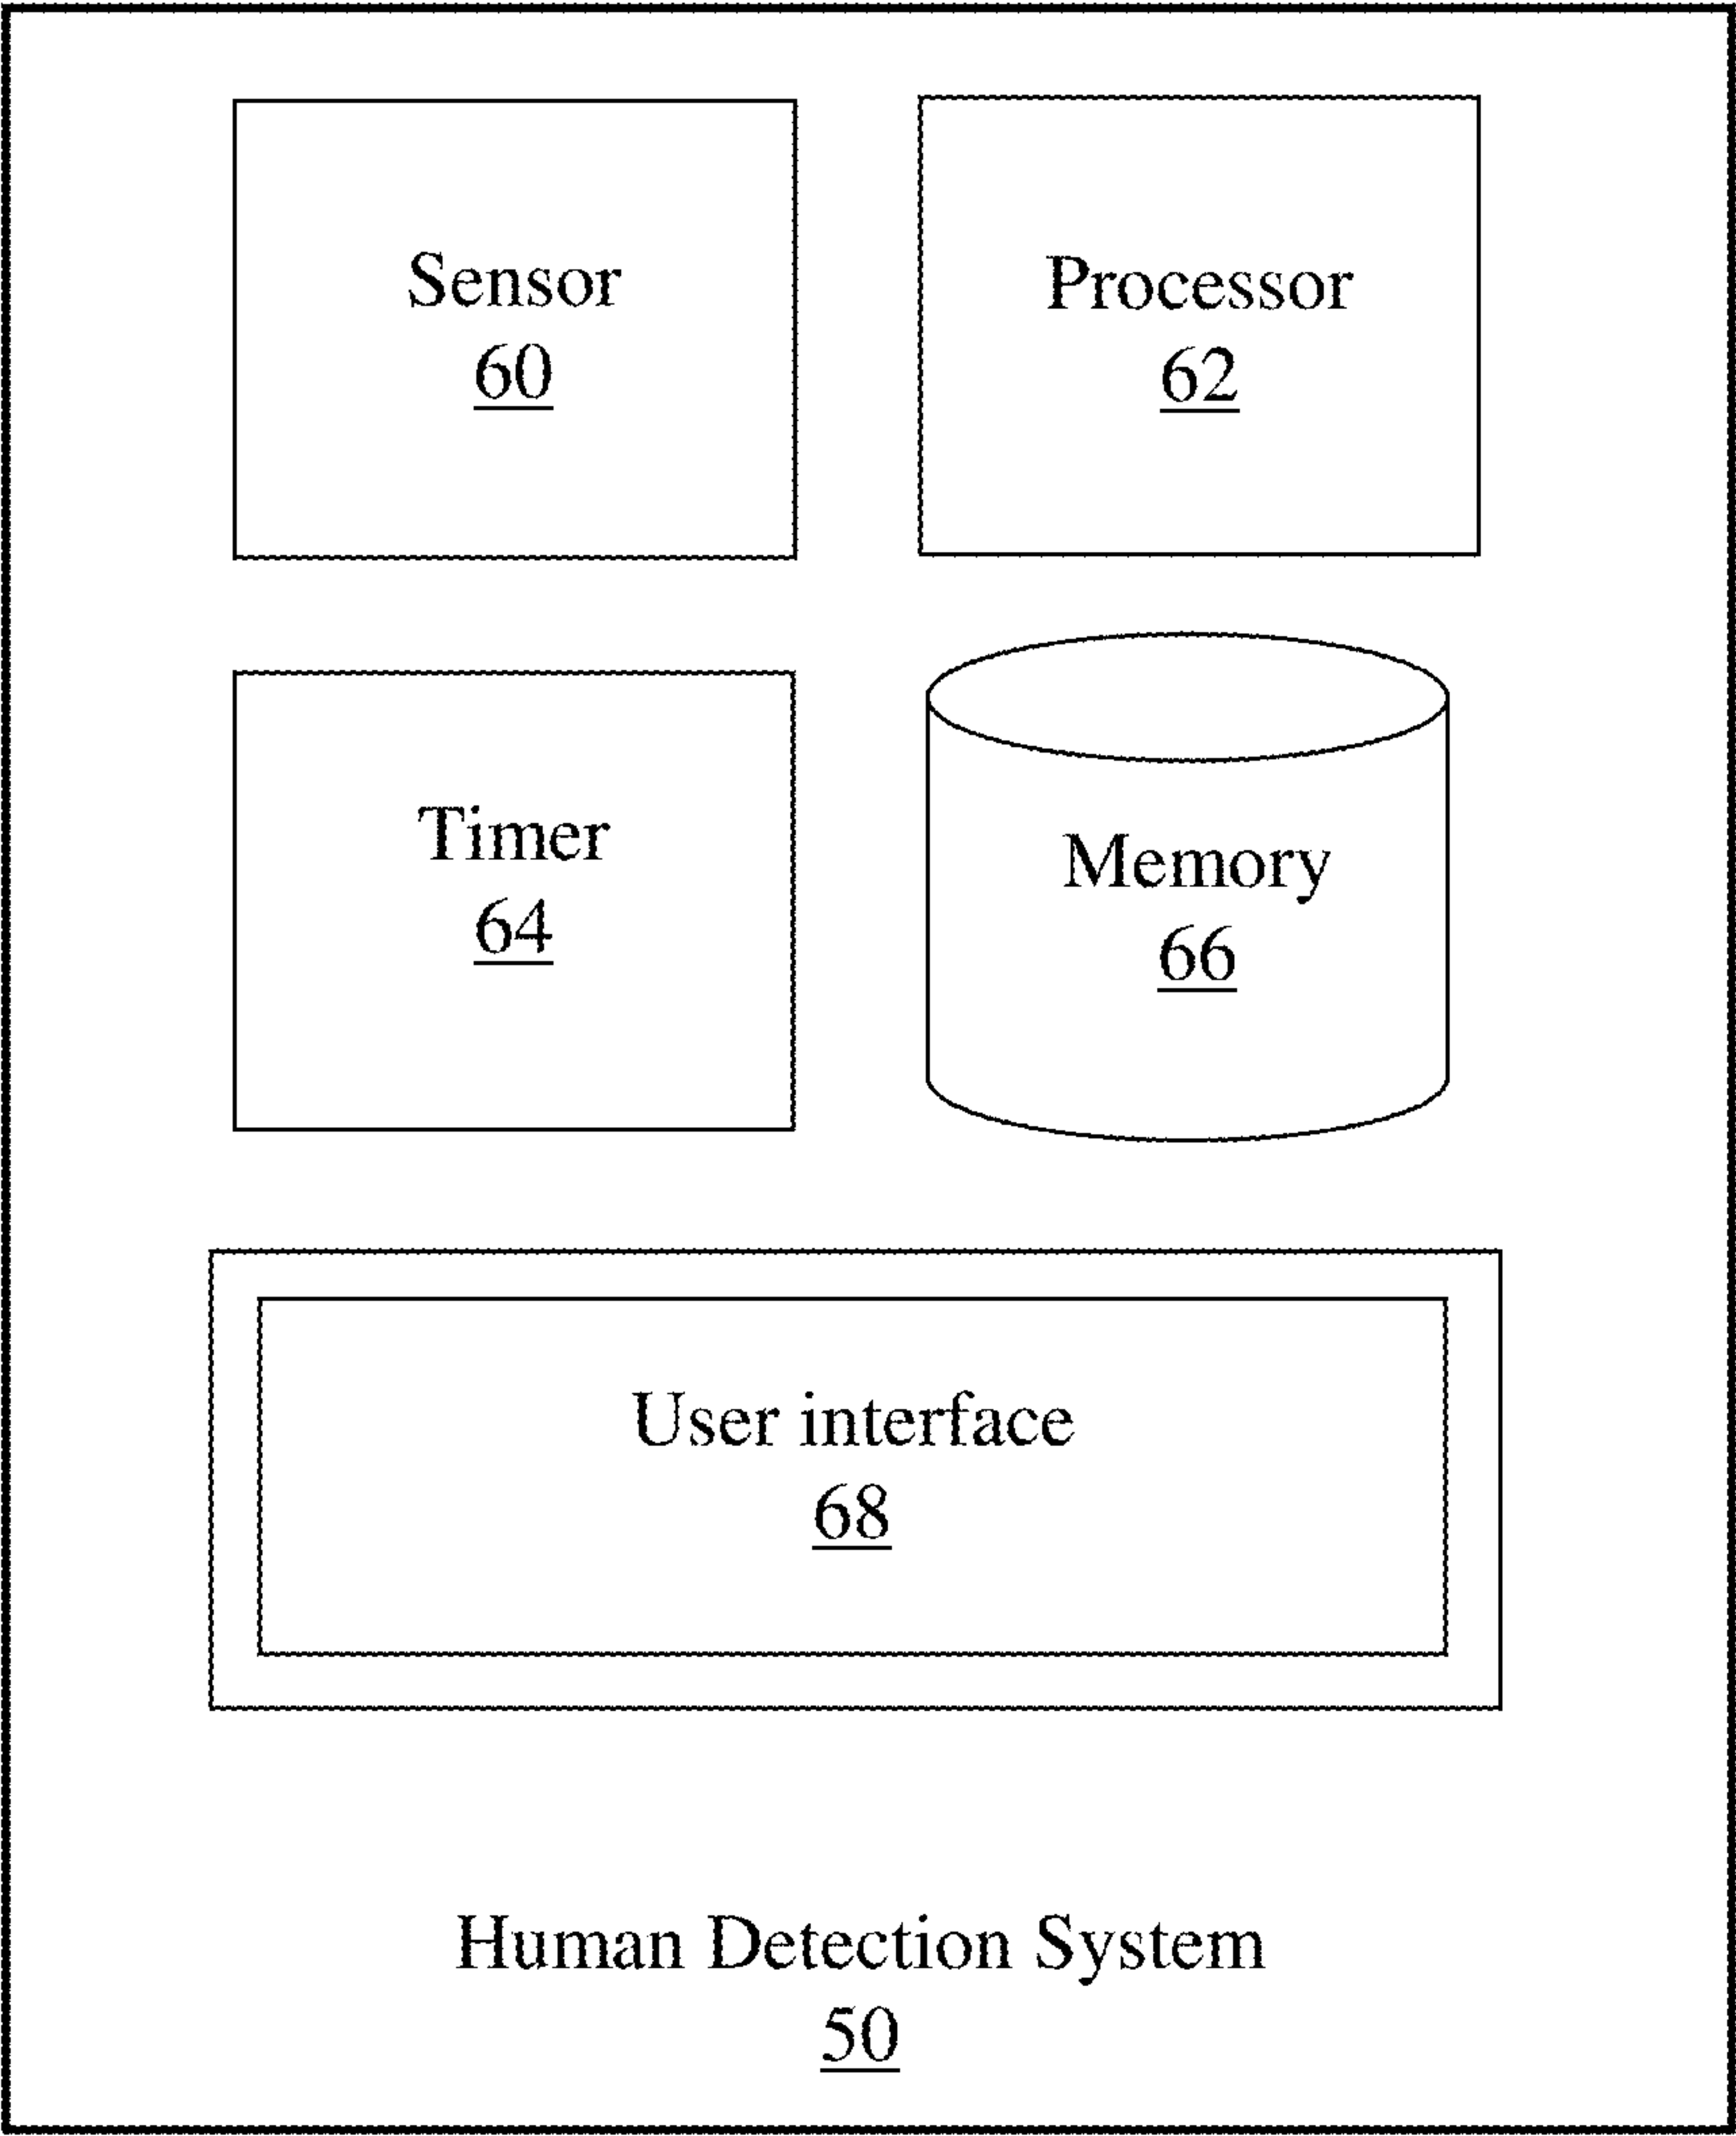 Sensor
60
Processor
62
Timer
64
Memory
66
User interface
68
Human Detection System
50